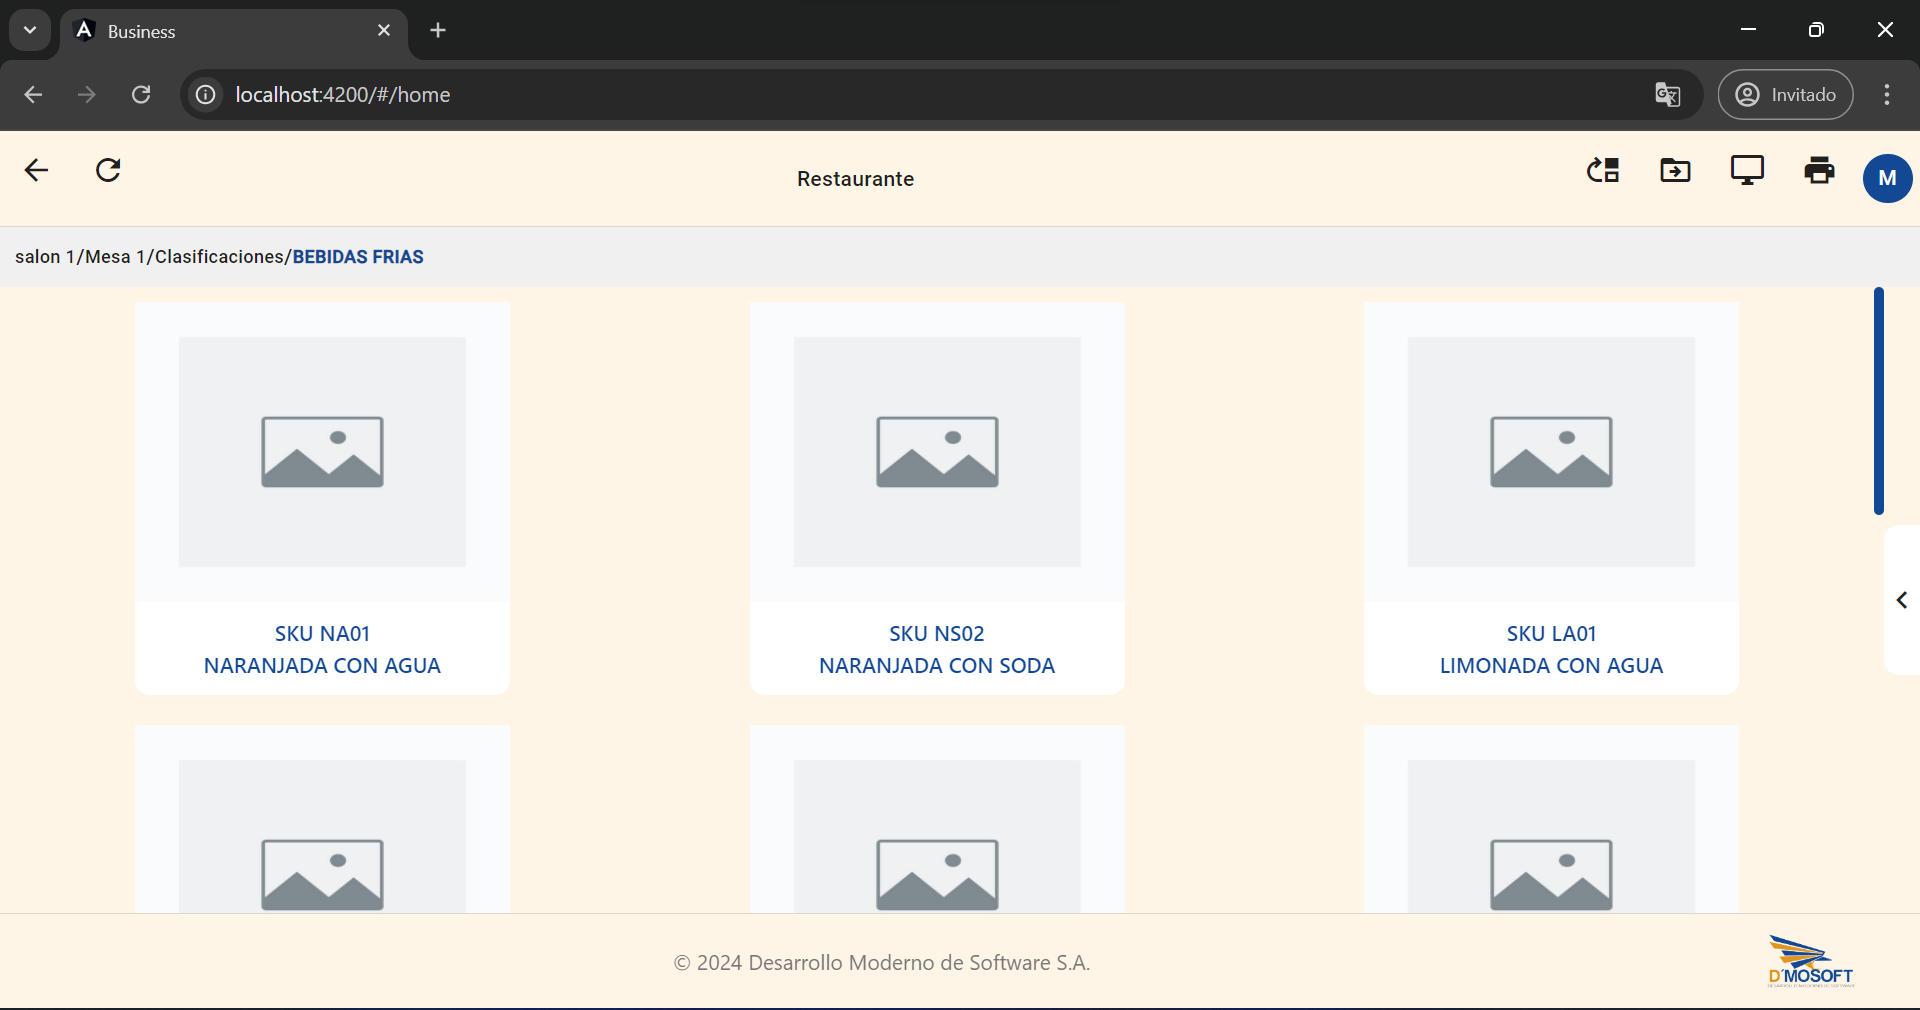 Business
localhost:4200/#/home
Invitado
Restaurante
M
salon 1/Mesa 1/Clasificaciones/BEBIDAS FRIAS
SKU NA01
NARANJADA CON AGUA
SKU NS02
NARANJADA CON SODA
SKU LA01
LIMONADA CON AGUA
© 2024 Desarrollo Moderno de Software S.A.
D'MOSOFT